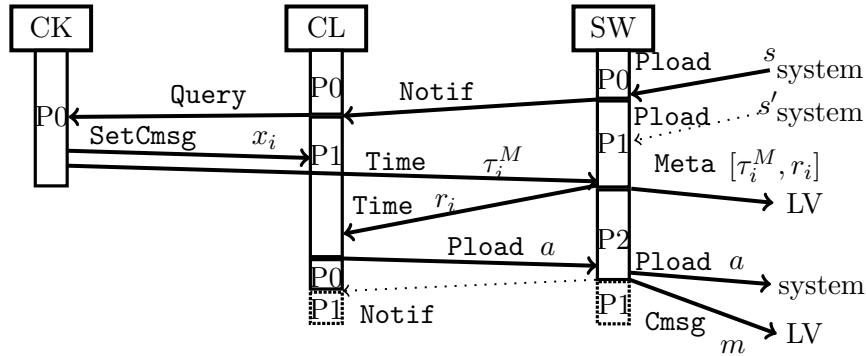 CK CL SW
Pload s system
P0 P0
Query Notif
P0 Pload s′ system
SetCmsg x_i P1 P1
Time τ_i^M Meta [τ_i^M, r_i]
Time r_i LV
Pload a P2
P0 Pload a system
P1 Notif P1 Cmsg
m LV